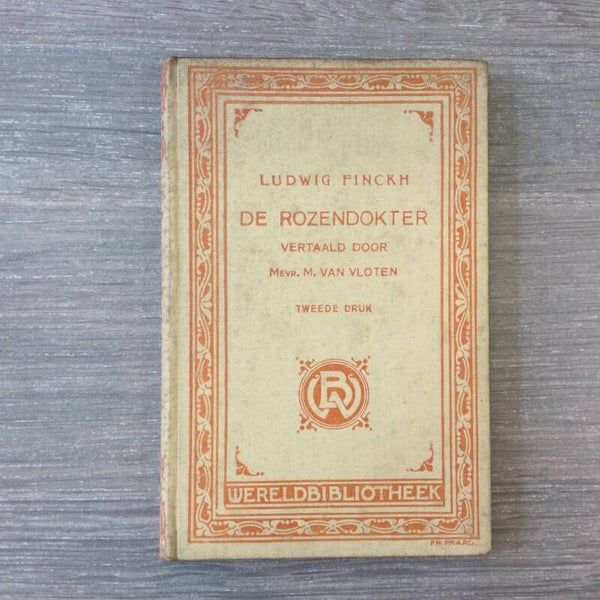 LUDWIG FINCKH
DE ROZENDOKTER
VERTAALD DOOR
MEVR. M. VAN VLOTEN
TWEEDE DRUK
WB
WERELDBIBLIOTHEEK
PH. PRAAG.